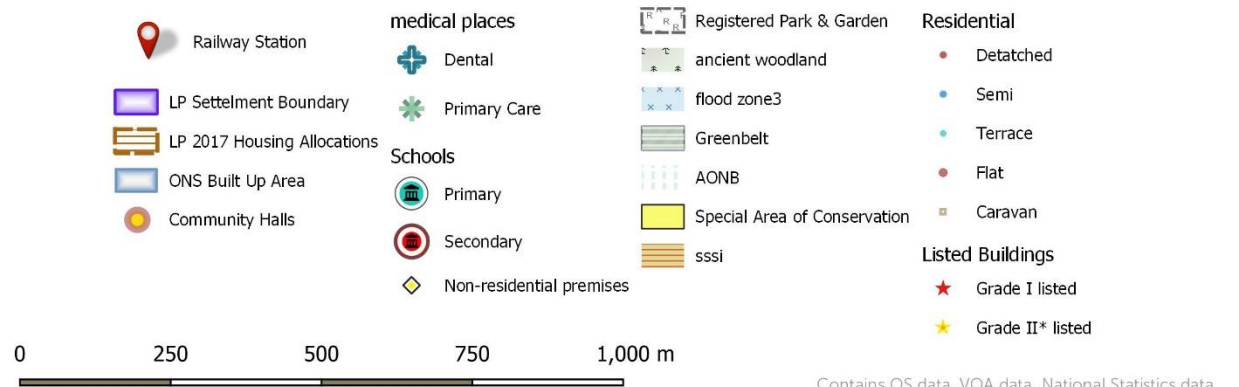 Railway Station
LP Settelment Boundary
LP 2017 Housing Allocations
ONS Built Up Area
Community Halls
medical places
Dental
Primary Care
Schools
Primary
Secondary
Non-residential premises
R R R R
Registered Park & Garden
ancient woodland
flood zone3
Greenbelt
AONB
Special Area of Conservation
sssi
Residential
Detatched
Semi
Terrace
Flat
Caravan
Listed Buildings
Grade I listed
Grade II* listed
0 250 500 750 1,000 m
Contains OS data, VOA data, National Statistics data